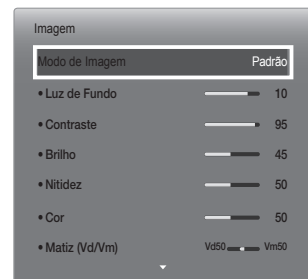 Imagem
Modo de Imagem Padrão
• Luz de Fundo 10
• Contraste 95
• Brilho 45
• Nitidez 50
• Cor 50
• Matiz (Vd/Vm) Vd50 Vm50